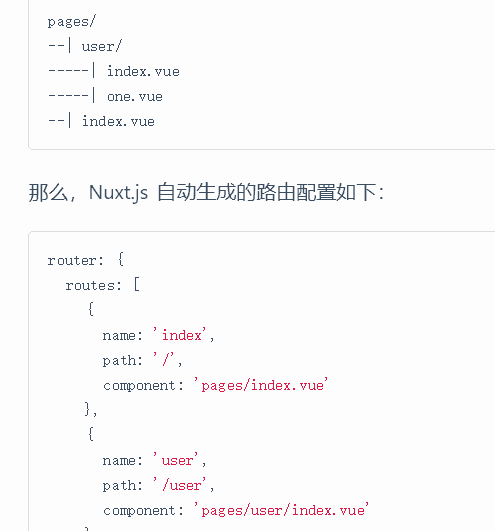 pages/
--| user/
-----| index.vue
-----| one.vue
--| index.vue
那么，Nuxt.js 自动生成的路由配置如下：
router: {
  routes: [
    {
      name: 'index',
      path: '/',
      component: 'pages/index.vue'
    },
    {
      name: 'user',
      path: '/user',
      component: 'pages/user/index.vue'